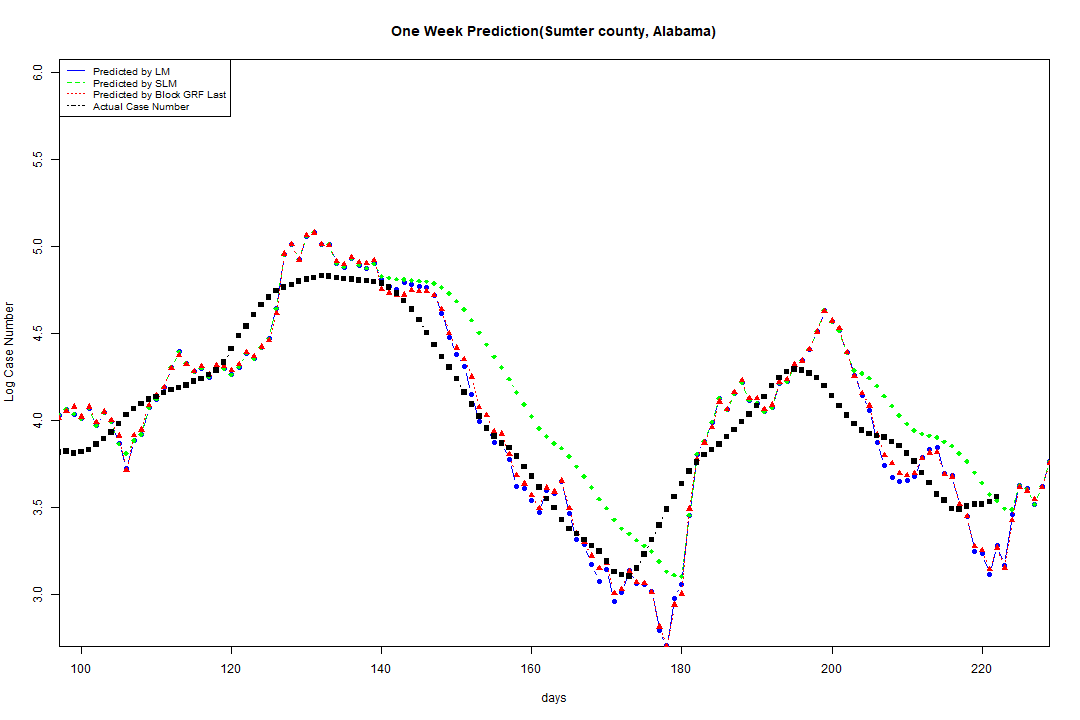 One Week Prediction(Sumter county, Alabama)
Predicted by LM
Predicted by SLM
Predicted by Block GRF Last
Actual Case Number
6.0
5.5
5.0
4.5
4.0
3.5
3.0
Log Case Number
100 120 140 160 180 200 220
days